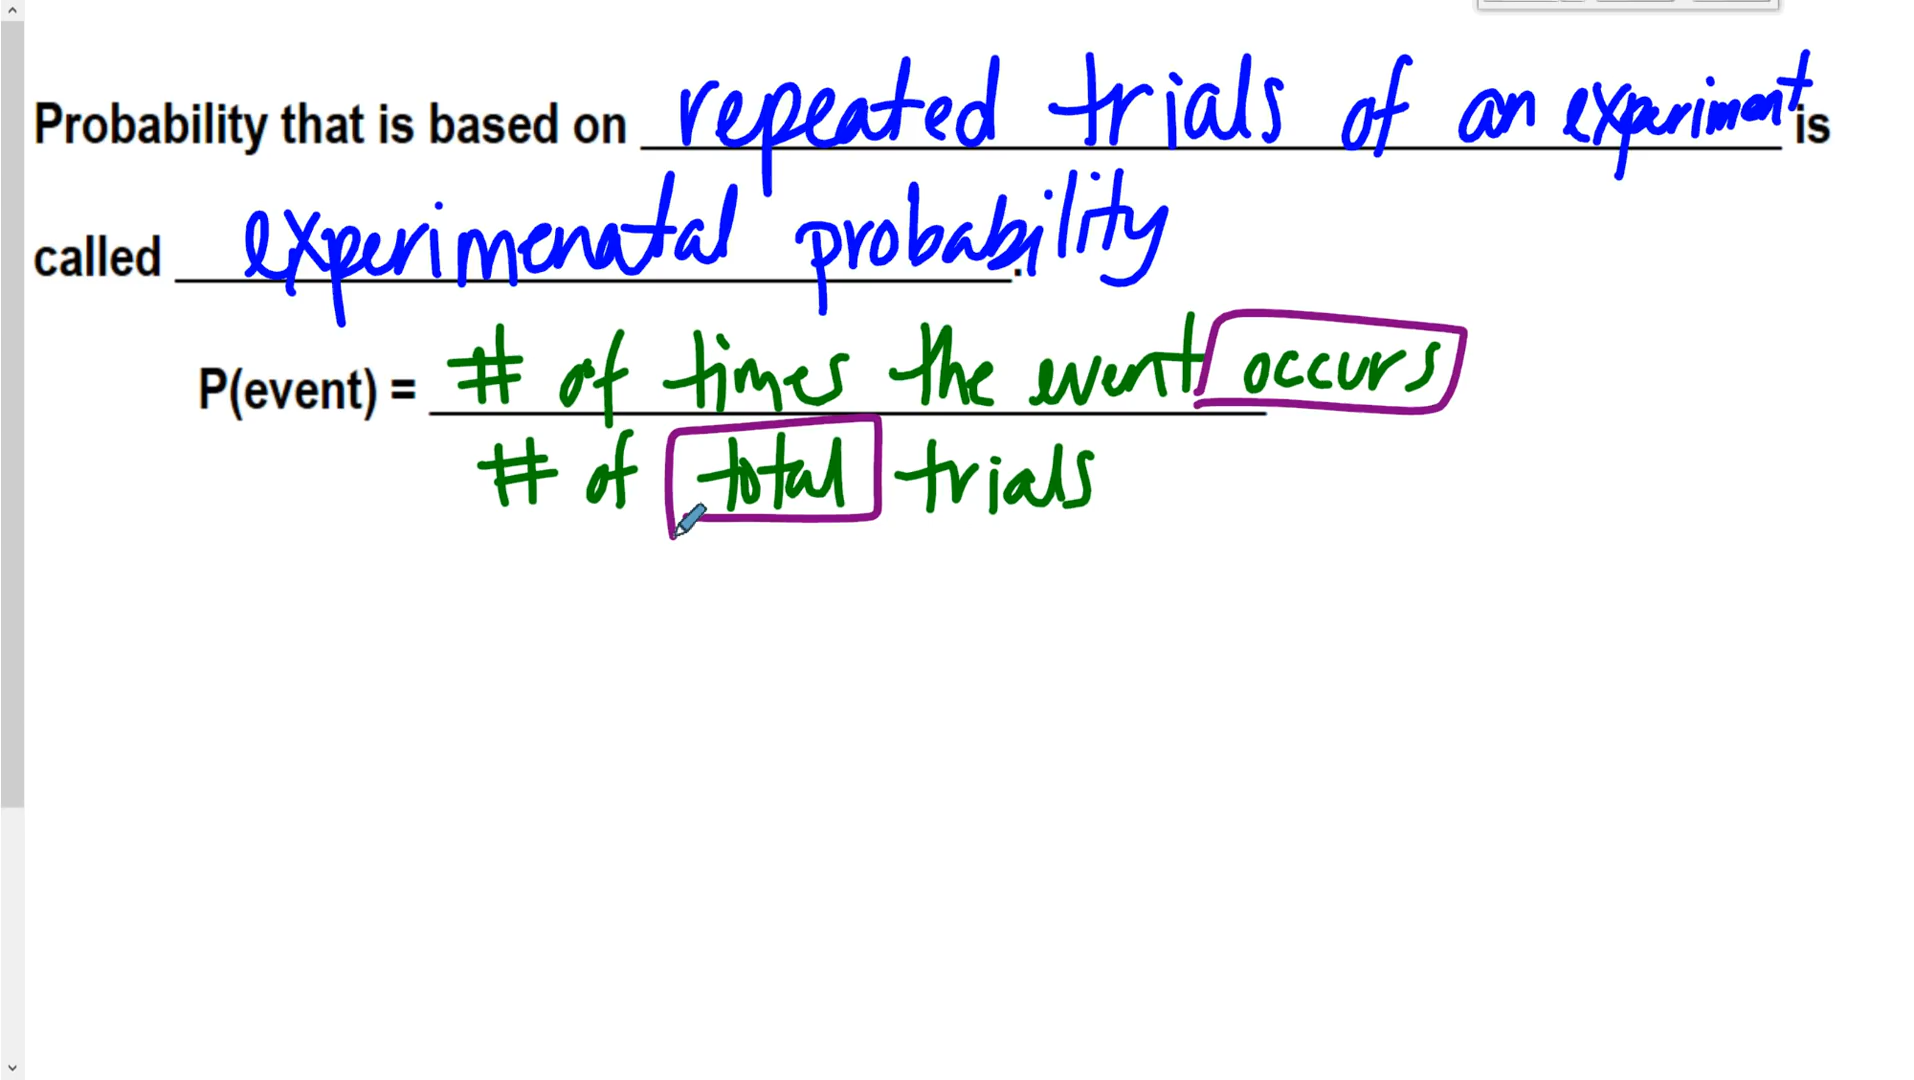 Probability that is based on repeated trials of an experiment is
called experimenatal probability.
P(event) = # of times the event occurs
# of total trials